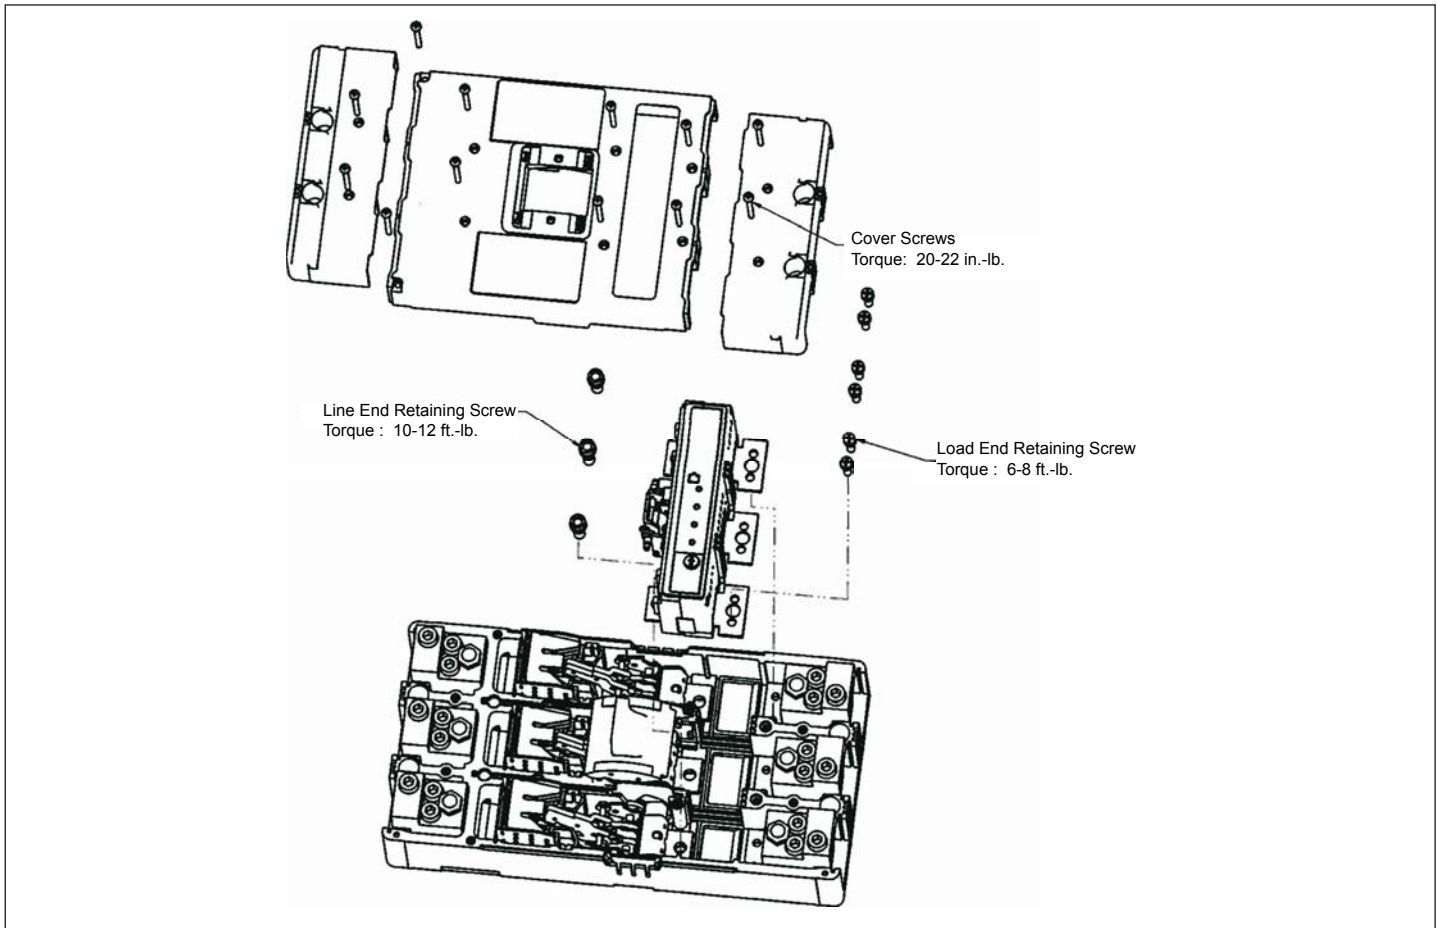 Cover Screws
Torque: 20-22 in.-lb.
Line End Retaining Screw
Torque : 10-12 ft.-lb.
Load End Retaining Screw
Torque : 6-8 ft.-lb.